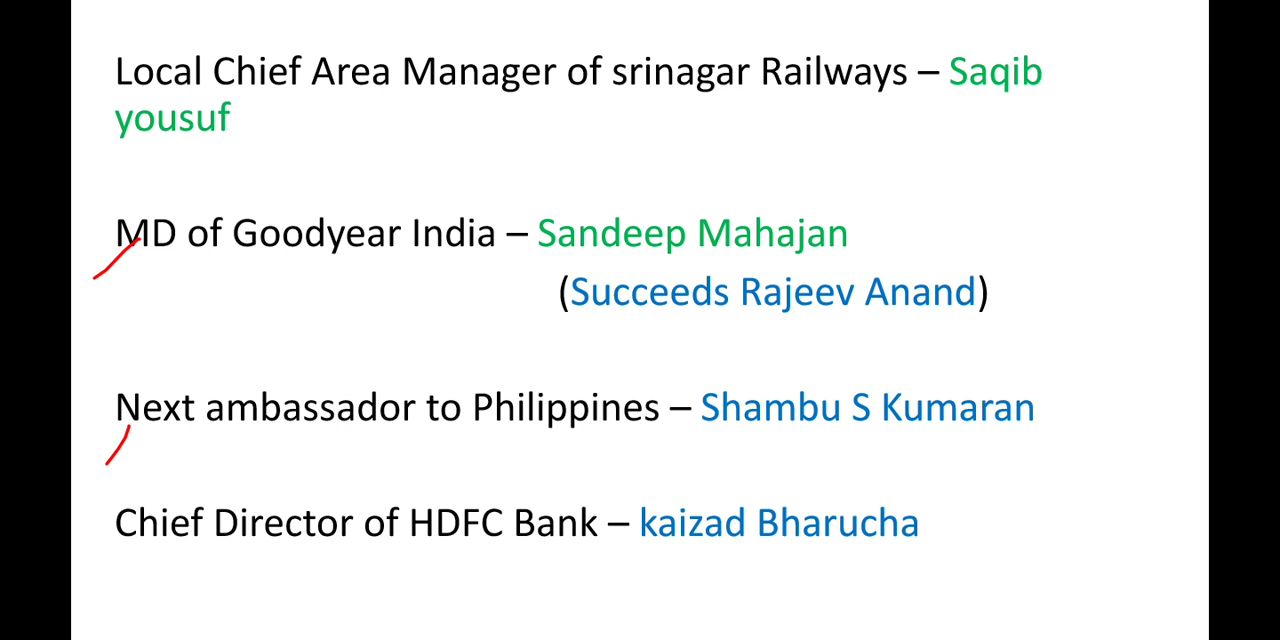 Local Chief Area Manager of srinagar Railways – Saqib
yousuf
MD of Goodyear India – Sandeep Mahajan
(Succeeds Rajeev Anand)
Next ambassador to Philippines – Shambu S Kumaran
Chief Director of HDFC Bank – kaizad Bharucha